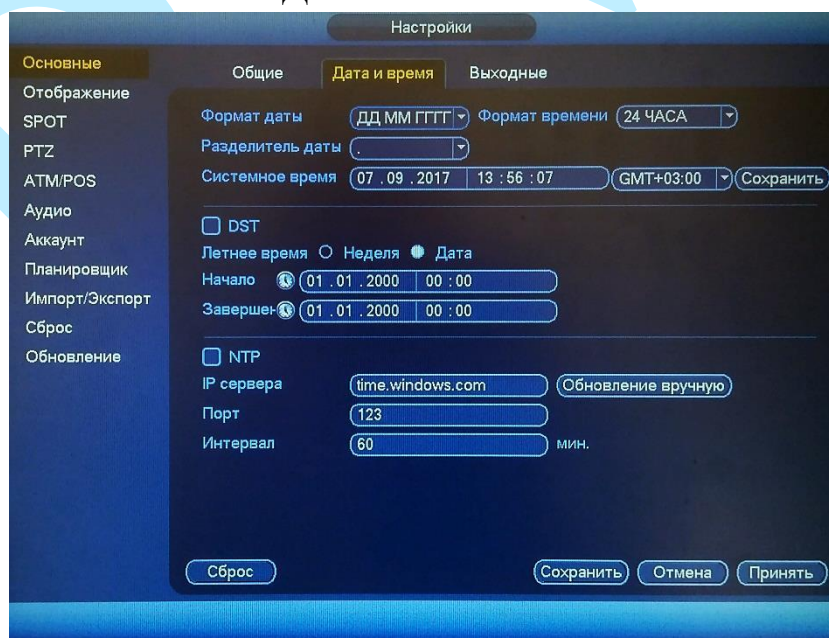 Настройки
Основные
Отображение
SPOT
PTZ
ATM/POS
Аудио
Аккаунт
Планировщик
Импорт/Экспорт
Сброс
Обновление
Общие Дата и время Выходные
Формат даты ДД ММ ГГГГ Формат времени 24 ЧАСА
Разделитель даты .
Системное время 07 .09 .2017 13 :56 :07 GMT+03:00 Сохранить
DST
Летнее время Неделя Дата
Начало 01 .01 .2000 00 :00
Завершен 01 .01 .2000 00 :00
NTP
IP сервера time.windows.com Обновление вручную
Порт 123
Интервал 60 мин.
Сброс Сохранить Отмена Принять